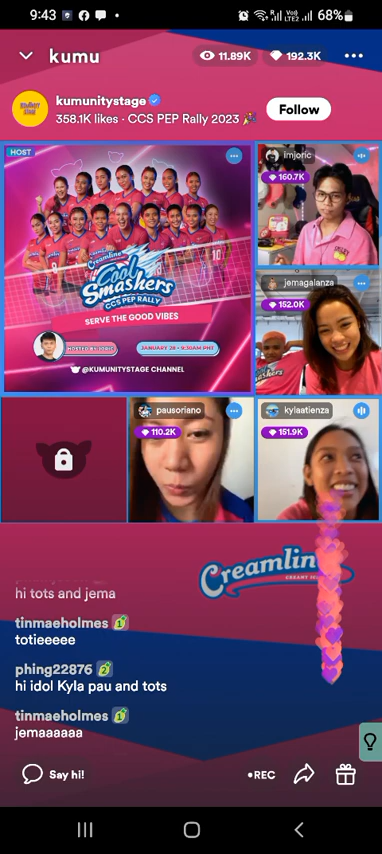 9:43
68%
kumu
11.89K
192.3K
kumunitystage
358.1K likes · CCS PEP Rally 2023 🎉
Follow
HOST
Creamline
Cool
Smashers
CCS PEP RALLY
SERVE THE GOOD VIBES
HOSTED BY JORIC
JANUARY 28 • 9:30AM PHT
@KUMUNITYSTAGE CHANNEL
imjoric
160.7K
jemagalanza
152.0K
pausoriano
110.2K
kylaatienza
151.9K
Creamline
hi tots and jema
tinmaeholmes 1
totieeeee
phing22876 2
hi idol Kyla pau and tots
tinmaeholmes 1
jemaaaaaa
Say hi!
•REC